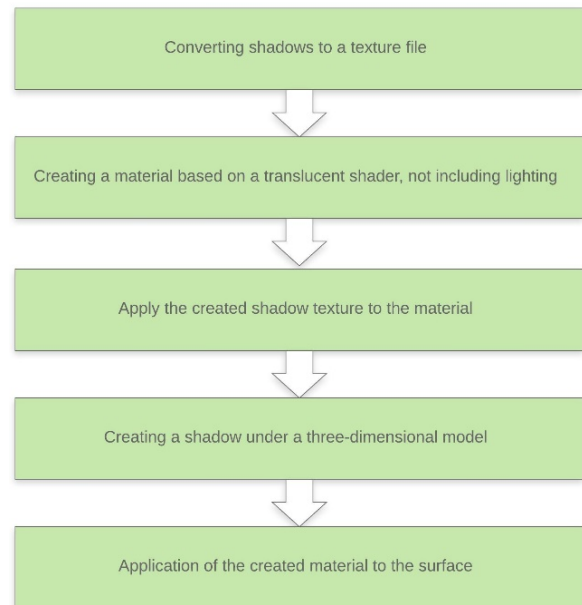 Converting shadows to a texture file
Creating a material based on a translucent shader, not including lighting
Apply the created shadow texture to the material
Creating a shadow under a three-dimensional model
Application of the created material to the surface